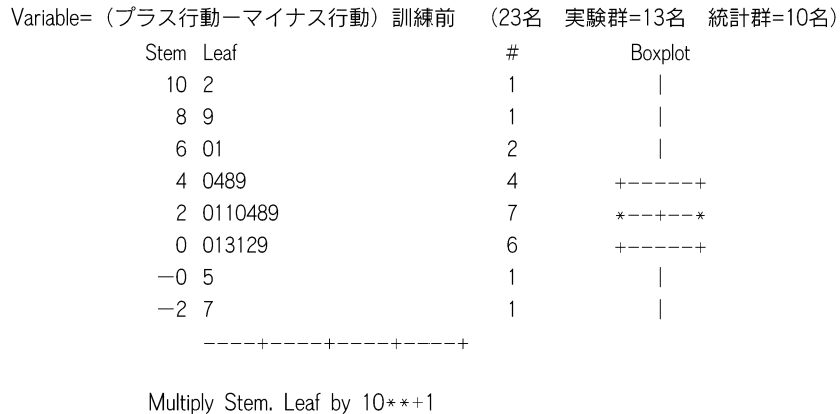 Variable=（プラス行動ーマイナス行動）訓練前　（23名　実験群=13名　統計群=10名）
Stem Leaf # Boxplot
10 2 1 |
8 9 1 |
6 01 2 |
4 0489 4 +-----+
2 0110489 7 *--+--*
0 013129 6 +-----+
－0 5 1 |
－2 7 1 |
----+----+----+----+
Multiply Stem. Leaf by 10**+1